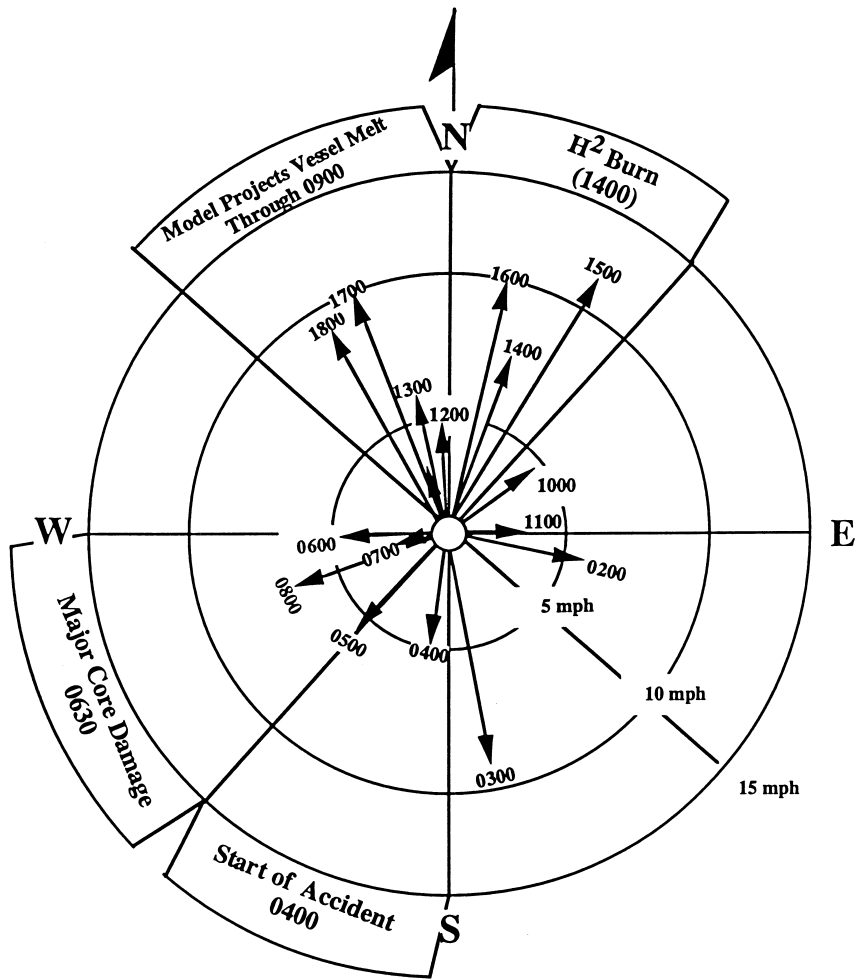 N
Model Projects Vessel Melt
Through 0900
H2 Burn
(1400)
1500
1600
1700
1800
1400
1300
1200
1000
1100
W
E
0600
0700
0200
0800
5 mph
0500
0400
Major Core Damage
0630
10 mph
0300
15 mph
Start of Accident
0400
S